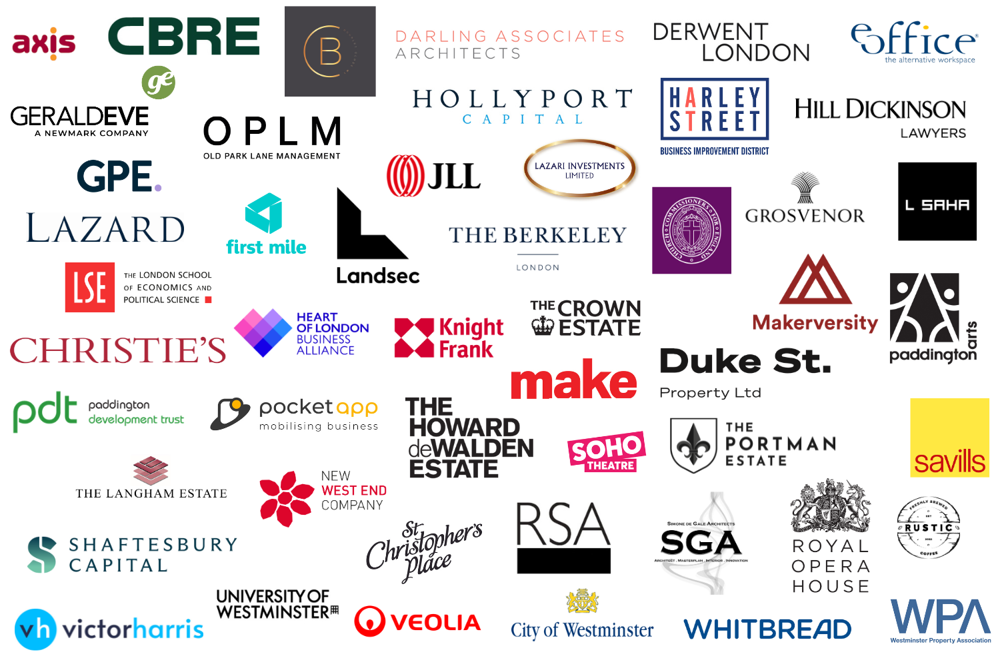 axis
CBRE
B
DARLING ASSOCIATES
ARCHITECTS
DERWENT
LONDON
eoffice®
the alternative workspace
ge
GERALDEVE
A NEWMARK COMPANY
OPLM
OLD PARK LANE MANAGEMENT
HOLLYPORT
CAPITAL
HARLEY
STREET
BUSINESS IMPROVEMENT DISTRICT
HILL DICKINSON
LAWYERS
GPE.
JLL
LAZARI INVESTMENTS
LIMITED
CHURCH COMMISSIONERS FOR ENGLAND
GROSVENOR
L SAHA
LAZARD
first mile
Landsec
THE BERKELEY
LONDON
LSE
THE LONDON SCHOOL
OF ECONOMICS AND
POLITICAL SCIENCE
HEART
OF LONDON
BUSINESS
ALLIANCE
Knight
Frank
THE CROWN
ESTATE
Makerversity
paddington
arts
CHRISTIE'S
make
Duke St.
Property Ltd
pdt
paddington
development trust
pocket app
mobilising business
THE
HOWARD
deWALDEN
ESTATE
SOHO
THEATRE
THE
PORTMAN
ESTATE
savills
THE LANGHAM ESTATE
NEW
WEST END
COMPANY
St
Christopher's
Place
RSA
SIMONE DE GALE ARCHITECTS
SGA
ARCHITECT . MASTERPLAN . INTERIOR . INNOVATION
ROYAL
OPERA
HOUSE
FRESHLY BREWED
EST
RUSTIC
2022
COFFEE
SHAFTESBURY
CAPITAL
UNIVERSITY OF
WESTMINSTER
vh victorharris
VEOLIA
City of Westminster
WHITBREAD
WPA
Westminster Property Association